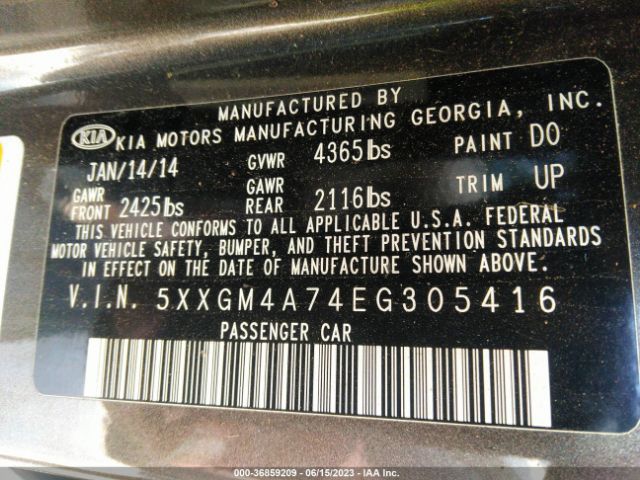 MANUFACTURED BY
KIA KIA MOTORS MANUFACTURING GEORGIA, INC.
JAN/14/14 GVWR 4365lbs PAINT DO
GAWR FRONT 2425lbs GAWR REAR 2116lbs TRIM UP
THIS VEHICLE CONFORMS TO ALL APPLICABLE U.S.A. FEDERAL
MOTOR VEHICLE SAFETY, BUMPER, AND THEFT PREVENTION STANDARDS
IN EFFECT ON THE DATE OF MANUFACTURE SHOWN ABOVE.
V.I.N. 5XXGM4A74EG305416
PASSENGER CAR
000-36859209 - 06/15/2023 - IAA Inc.